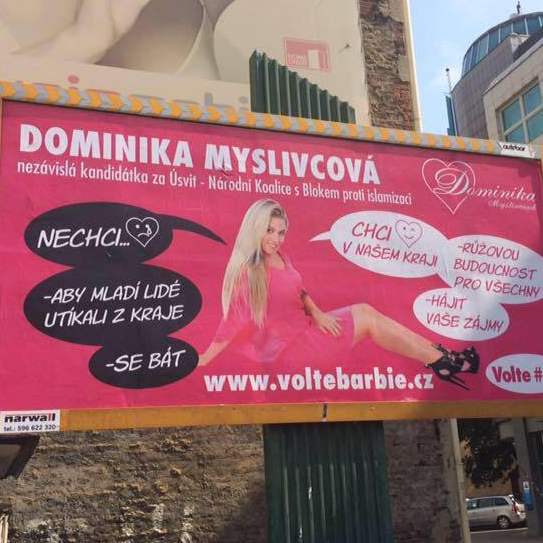 DOMINIKA MYSLIVCOVÁ
nezávislá kandidátka za Úsvit - Národní Koalice s Blokem proti islamizaci
Dominika
Myslivcová
NECHCI...
-ABY MLADÍ LIDÉ
UTÍKALI Z KRAJE
-SE BÁT
CHCI
V NAŠEM KRAJI
-RŮŽOVOU
BUDOUCNOST
PRO VŠECHNY
-HÁJIT
VAŠE ZÁJMY
www.voltebarbie.cz
Volte #
narwall
tel.: 596 622 320
outdoor